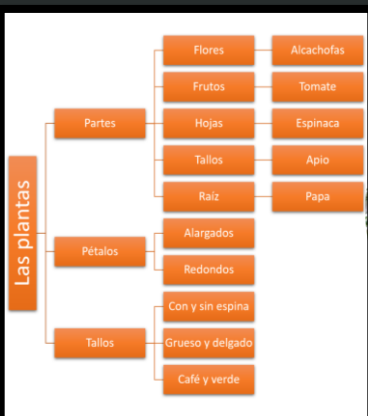 Las plantas
Partes
Flores
Alcachofas
Frutos
Tomate
Hojas
Espinaca
Tallos
Apio
Raíz
Papa
Pétalos
Alargados
Redondos
Tallos
Con y sin espina
Grueso y delgado
Café y verde